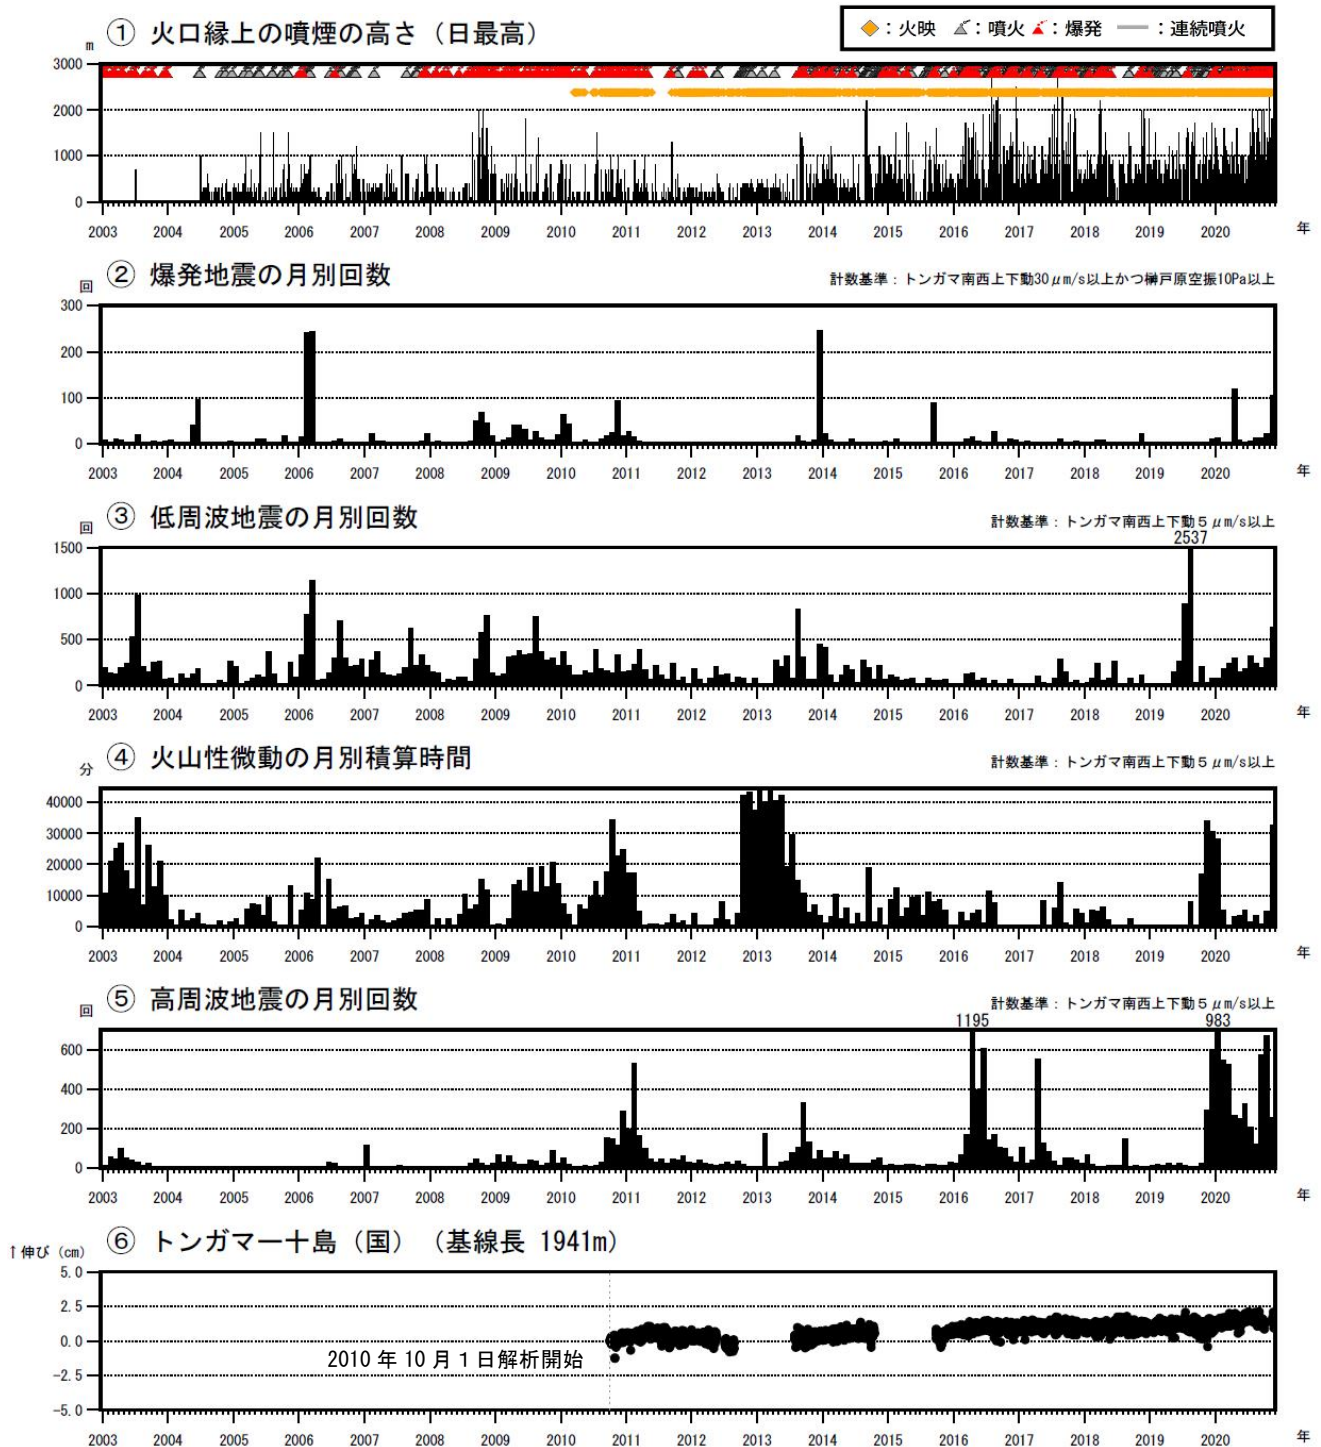 ① 火口縁上の噴煙の高さ（日最高）
◆：火映 ▲：噴火 ▲：爆発 ―：連続噴火
m
3000
2000
1000
0
2003 2004 2005 2006 2007 2008 2009 2010 2011 2012 2013 2014 2015 2016 2017 2018 2019 2020 年
② 爆発地震の月別回数
計数基準：トンガマ南西上下動30μm/s以上かつ榊戸原空振10Pa以上
回
300
200
100
0
2003 2004 2005 2006 2007 2008 2009 2010 2011 2012 2013 2014 2015 2016 2017 2018 2019 2020 年
③ 低周波地震の月別回数
計数基準：トンガマ南西上下動５μm/s以上
回
2537
1500
1000
500
0
2003 2004 2005 2006 2007 2008 2009 2010 2011 2012 2013 2014 2015 2016 2017 2018 2019 2020 年
④ 火山性微動の月別積算時間
計数基準：トンガマ南西上下動５μm/s以上
分
40000
30000
20000
10000
0
2003 2004 2005 2006 2007 2008 2009 2010 2011 2012 2013 2014 2015 2016 2017 2018 2019 2020 年
⑤ 高周波地震の月別回数
計数基準：トンガマ南西上下動５μm/s以上
回
1195 983
600
400
200
0
2003 2004 2005 2006 2007 2008 2009 2010 2011 2012 2013 2014 2015 2016 2017 2018 2019 2020 年
⑥ トンガマー十島（国）（基線長 1941m）
↑伸び（cm）
5.0
2.5
0.0
2010 年 10 月 １ 日解析開始
-2.5
-5.0
2003 2004 2005 2006 2007 2008 2009 2010 2011 2012 2013 2014 2015 2016 2017 2018 2019 2020 年